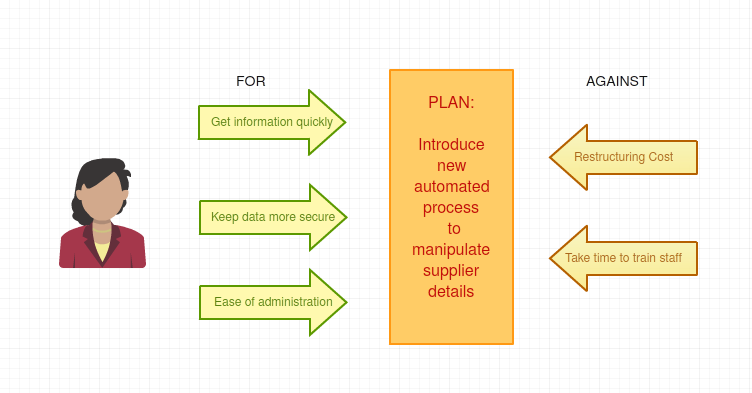 FOR
AGAINST
Get information quickly
Keep data more secure
Ease of administration
PLAN:
Introduce
new
automated
process
to
manipulate
supplier
details
Restructuring Cost
Take time to train staff